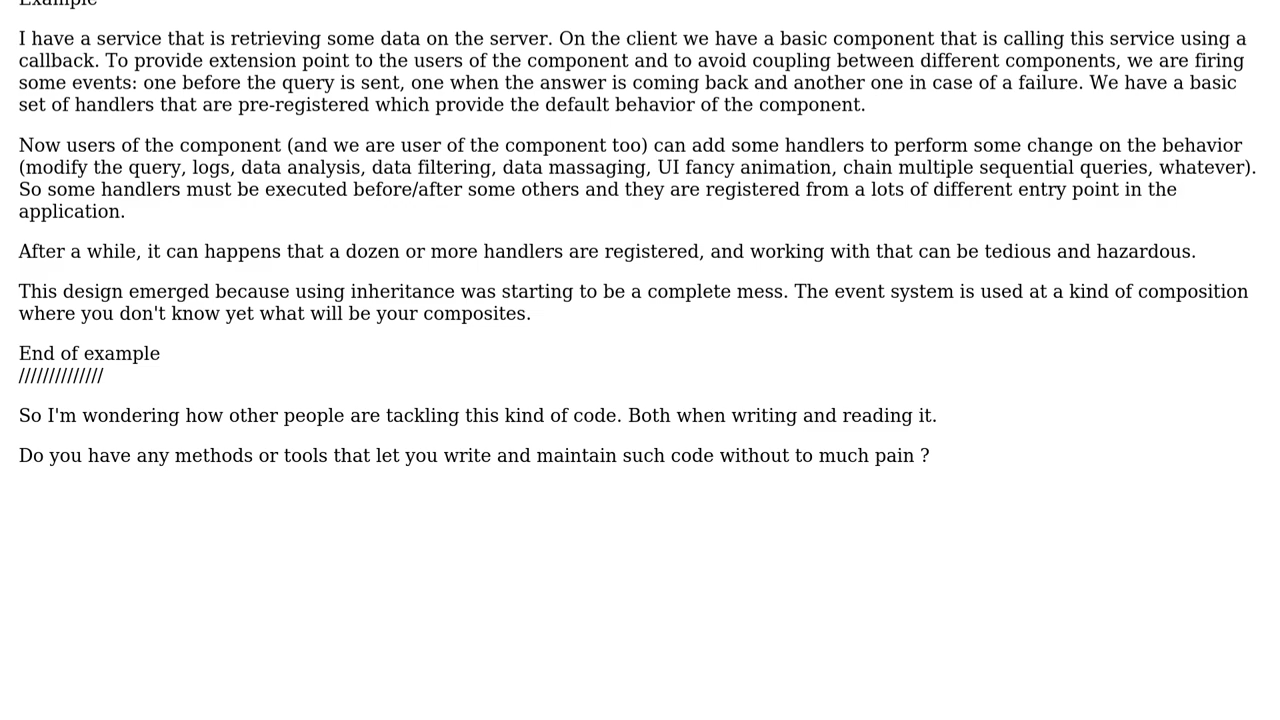 Example
I have a service that is retrieving some data on the server. On the client we have a basic component that is calling this service using a
callback. To provide extension point to the users of the component and to avoid coupling between different components, we are firing
some events: one before the query is sent, one when the answer is coming back and another one in case of a failure. We have a basic
set of handlers that are pre-registered which provide the default behavior of the component.
Now users of the component (and we are user of the component too) can add some handlers to perform some change on the behavior
(modify the query, logs, data analysis, data filtering, data massaging, UI fancy animation, chain multiple sequential queries, whatever).
So some handlers must be executed before/after some others and they are registered from a lots of different entry point in the
application.
After a while, it can happens that a dozen or more handlers are registered, and working with that can be tedious and hazardous.
This design emerged because using inheritance was starting to be a complete mess. The event system is used at a kind of composition
where you don't know yet what will be your composites.
End of example
//////////////
So I'm wondering how other people are tackling this kind of code. Both when writing and reading it.
Do you have any methods or tools that let you write and maintain such code without to much pain ?